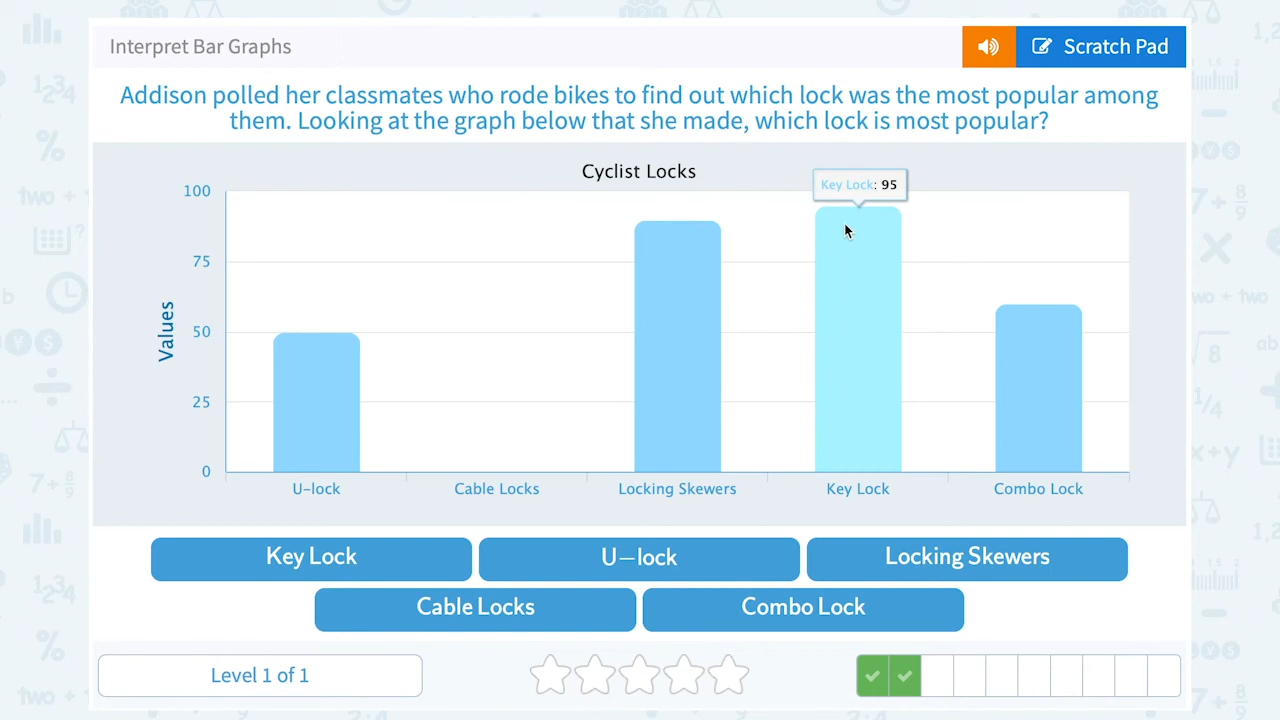 Interpret Bar Graphs
Scratch Pad
Addison polled her classmates who rode bikes to find out which lock was the most popular among
them. Looking at the graph below that she made, which lock is most popular?
Cyclist Locks
Key Lock: 95
100
75
50
25
0
Values
U-lock
Cable Locks
Locking Skewers
Key Lock
Combo Lock
Key Lock
U–lock
Locking Skewers
Cable Locks
Combo Lock
Level 1 of 1